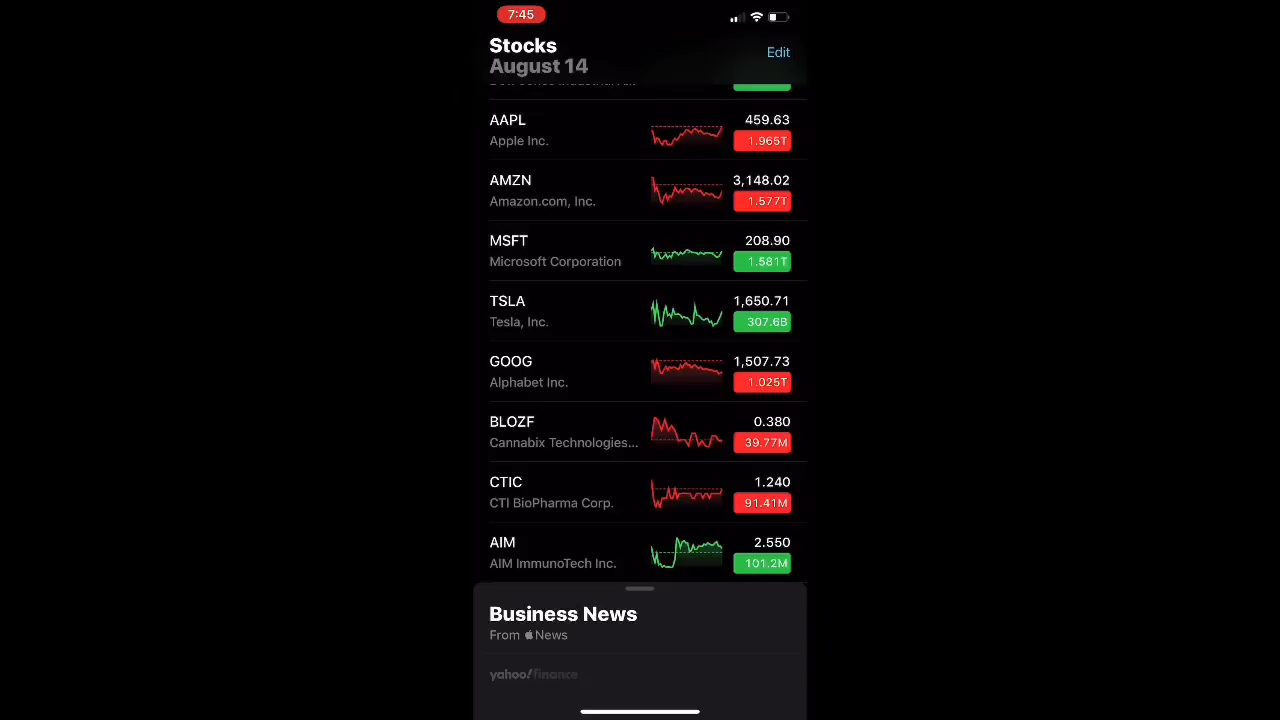 7:45
Stocks
Edit
August 14
AAPL 459.63
Apple Inc. 1.965T
AMZN 3,148.02
Amazon.com, Inc. 1.577T
MSFT 208.90
Microsoft Corporation 1.581T
TSLA 1,650.71
Tesla, Inc. 307.6B
GOOG 1,507.73
Alphabet Inc. 1.025T
BLOZF 0.380
Cannabix Technologies... 39.77M
CTIC 1.240
CTI BioPharma Corp. 91.41M
AIM 2.550
AIM ImmunoTech Inc. 101.2M
Business News
From News
yahoo!finance